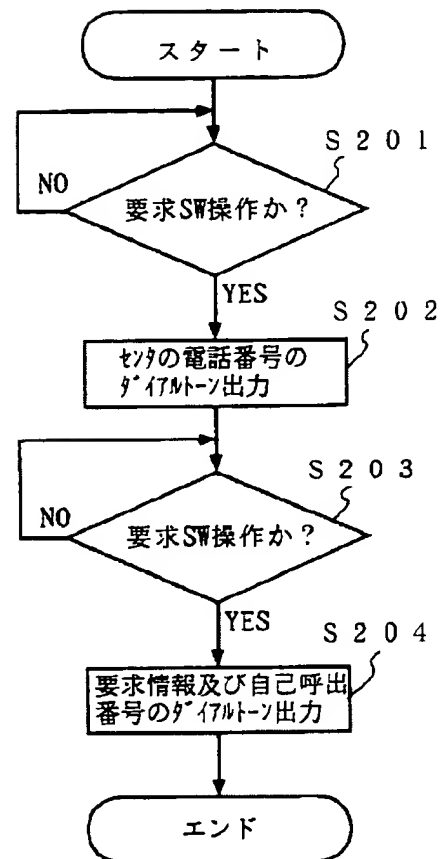 スタート
S201
NO
要求SW操作か?
YES
S202
ｾﾝﾀの電話番号の
ﾀﾞｲｱﾙﾄｰﾝ出力
S203
NO
要求SW操作か?
YES
S204
要求情報及び自己呼出
番号のﾀﾞｲｱﾙﾄｰﾝ出力
エンド